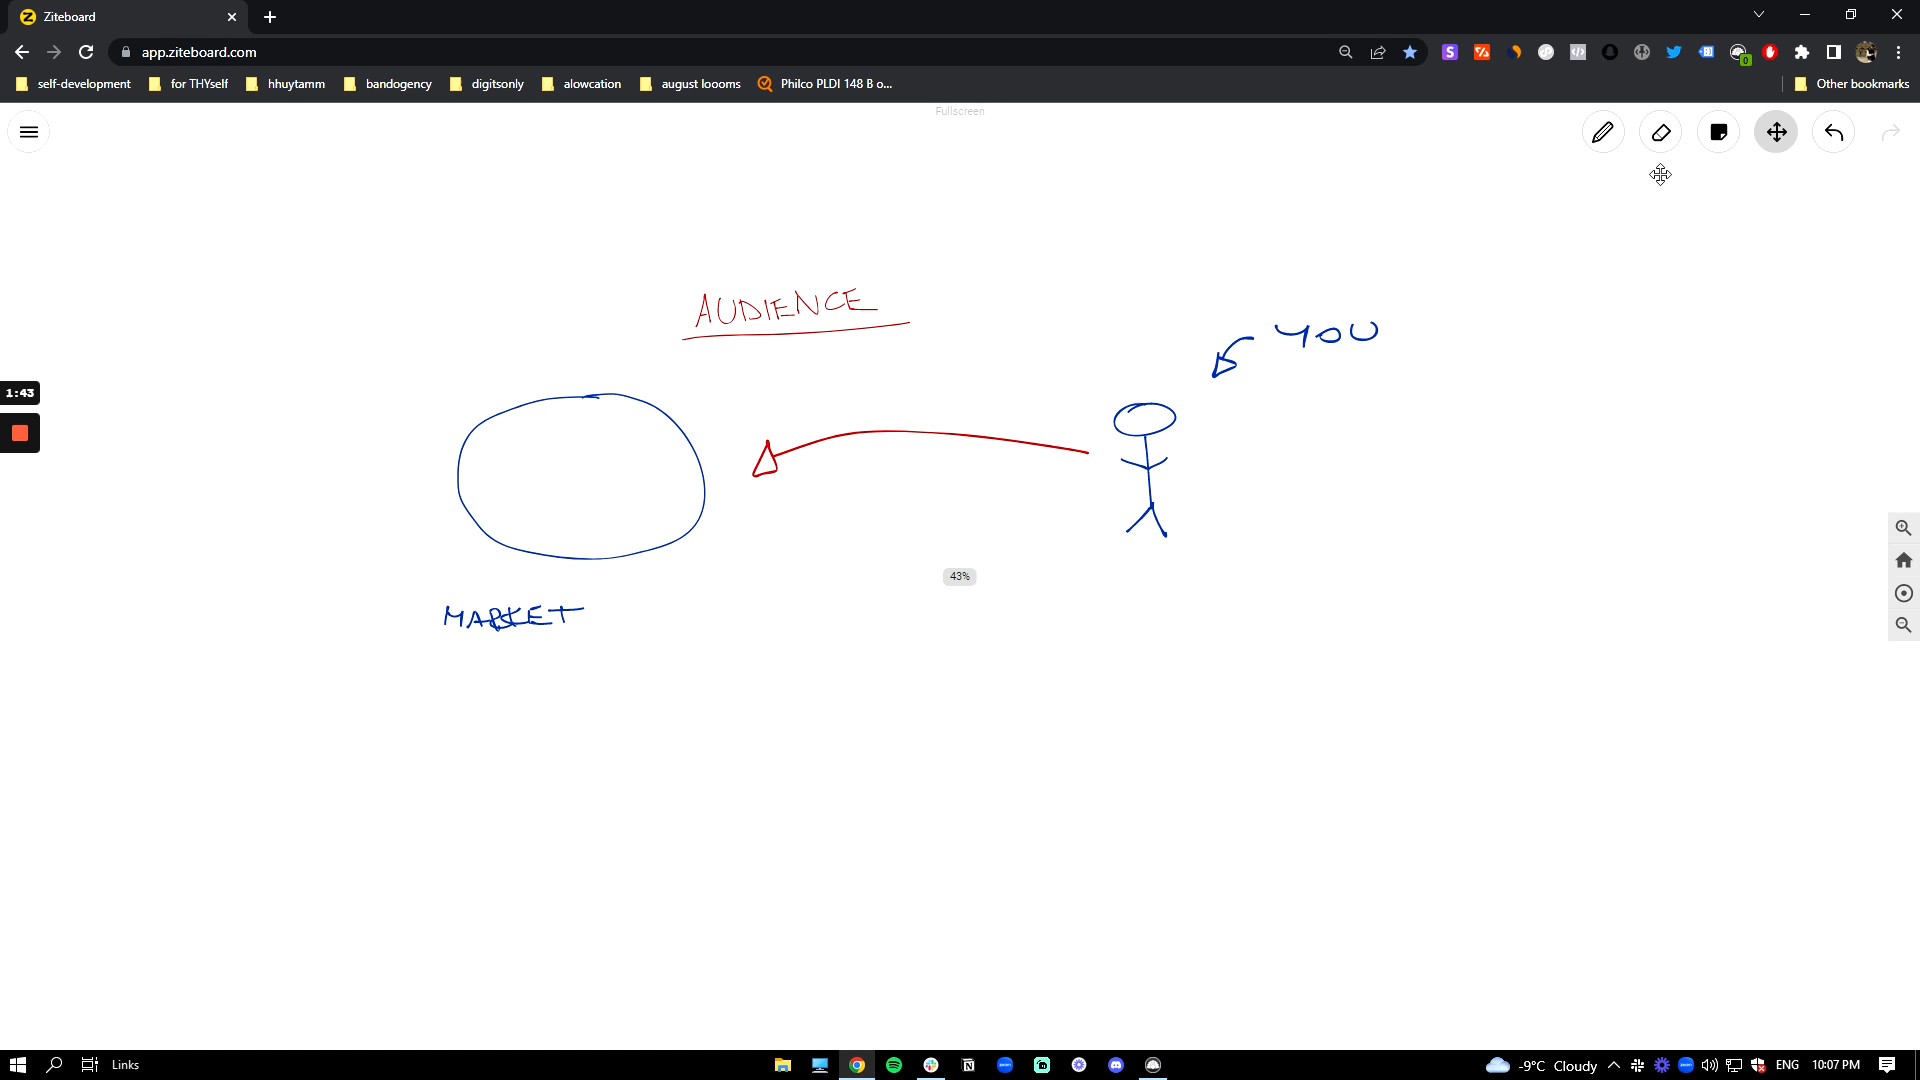 Ziteboard
app.ziteboard.com
0
self-development for THYself hhuytamm bandogency digitsonly alowcation august loooms Philco PLDI 148 B o... Other bookmarks
Fullscreen
AUDIENCE
YOU
1:43
43%
MARKET
Links
-9°C Cloudy ENG 10:07 PM